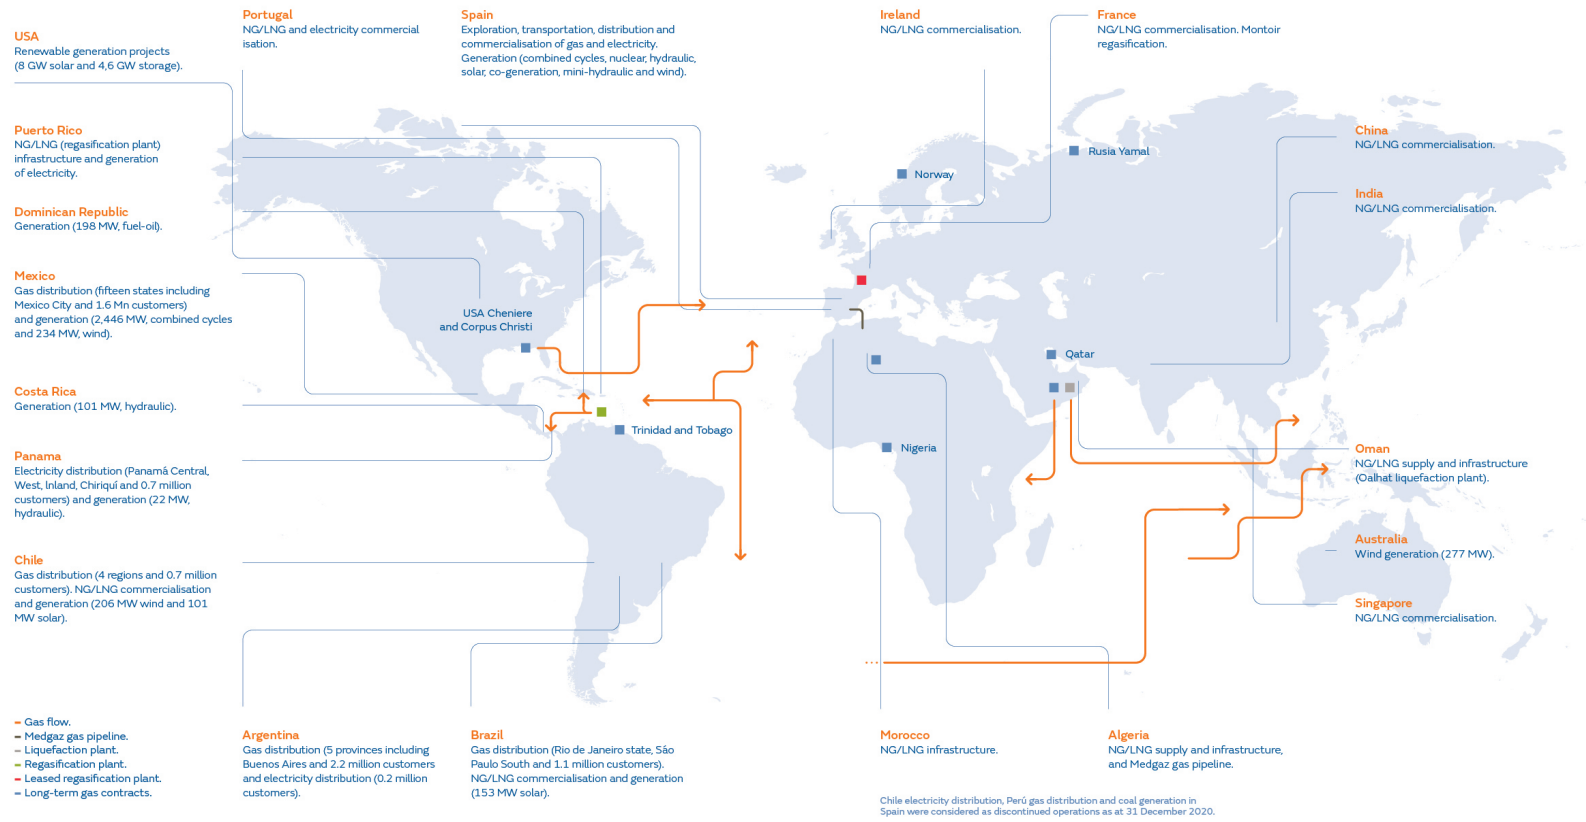 USA
Renewable generation projects
(8 GW solar and 4,6 GW storage).
Portugal
NG/LNG and electricity commercial
isation.
Spain
Exploration, transportation, distribution and
commercialisation of gas and electricity.
Generation (combined cycles, nuclear, hydraulic,
solar, co-generation, mini-hydraulic and wind).
Ireland
NG/LNG commercialisation.
France
NG/LNG commercialisation. Montoir
regasification.
Puerto Rico
NG/LNG (regasification plant)
infrastructure and generation
of electricity.
Dominican Republic
Generation (198 MW, fuel-oil).
Mexico
Gas distribution (fifteen states including
Mexico City and 1.6 Mn customers)
and generation (2,446 MW, combined cycles
and 234 MW, wind).
Costa Rica
Generation (101 MW, hydraulic).
Panama
Electricity distribution (Panamá Central,
West, lnland, Chiriquí and 0.7 million
customers) and generation (22 MW,
hydraulic).
Chile
Gas distribution (4 regions and 0.7 million
customers). NG/LNG commercialisation
and generation (206 MW wind and 101
MW solar).
USA Cheniere
and Corpus Christi
Trinidad and Tobago
Norway
Rusia Yamal
Qatar
Nigeria
China
NG/LNG commercialisation.
India
NG/LNG commercialisation.
Oman
NG/LNG supply and infrastructure
(Oalhat liquefaction plant).
Australia
Wind generation (277 MW).
Singapore
NG/LNG commercialisation.
Gas flow.
Medgaz gas pipeline.
Liquefaction plant.
Regasification plant.
Leased regasification plant.
Long-term gas contracts.
Argentina
Gas distribution (5 provinces including
Buenos Aires and 2.2 million customers
and electricity distribution (0.2 million
customers).
Brazil
Gas distribution (Rio de Janeiro state, São
Paulo South and 1.1 million customers).
NG/LNG commercialisation and generation
(153 MW solar).
Morocco
NG/LNG infrastructure.
Algeria
NG/LNG supply and infrastructure,
and Medgaz gas pipeline.
Chile electricity distribution, Perú gas distribution and coal generation in
Spain were considered as discontinued operations as at 31 December 2020.